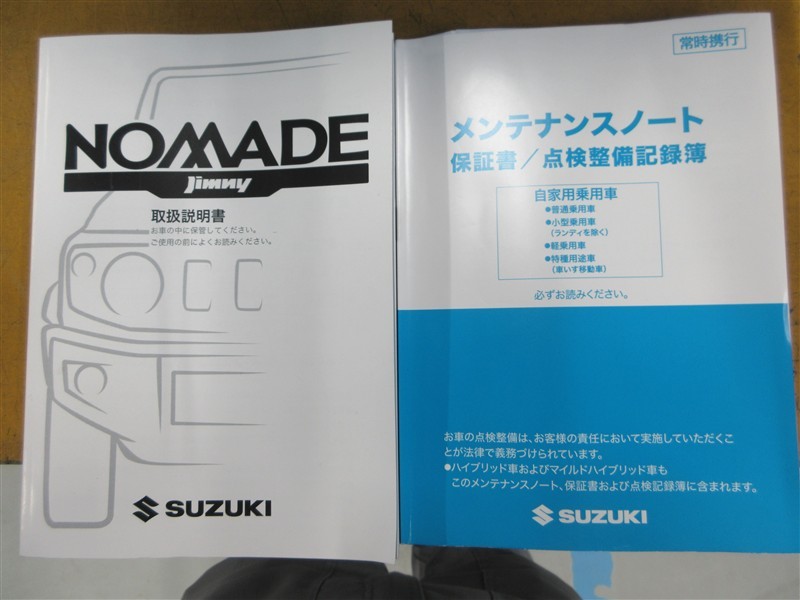 NOMADE
Jimny
取扱説明書
お車の中に保管してください。
ご使用の前によくお読みください。
SUZUKI
常時携行
メンテナンスノート
保証書／点検整備記録簿
自家用乗用車
●普通乗用車
●小型乗用車
（ランディを除く）
●軽乗用車
●特種用途車
（車いす移動車）
必ずお読みください。
お車の点検整備は、お客様の責任において実施していただくこ
とが法律で義務づけられています。
●ハイブリッド車およびマイルドハイブリッド車も
このメンテナンスノート、保証書および点検記録簿に含まれます。
SUZUKI